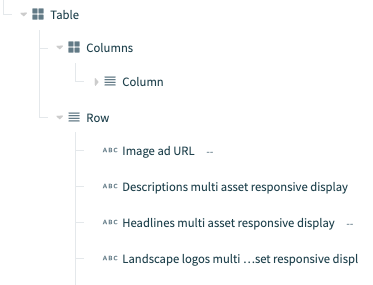 Table
Columns
Column
Row
ABC Image ad URL --
ABC Descriptions multi asset responsive display
ABC Headlines multi asset responsive display --
ABC Landscape logos multi ...set responsive displ